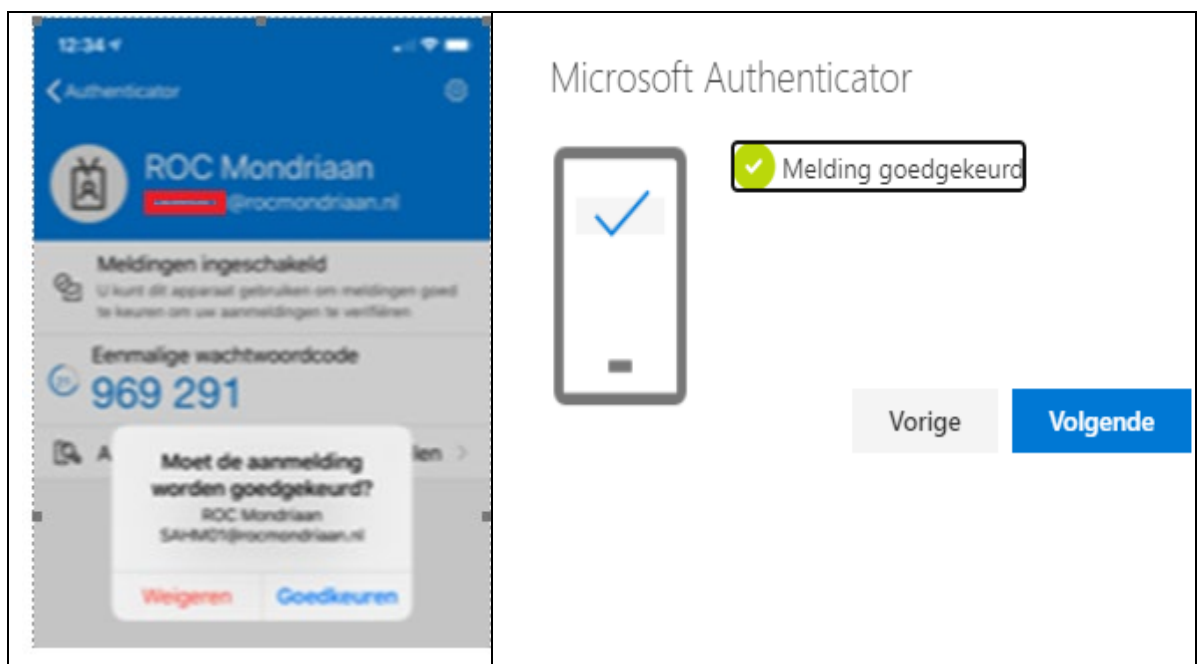 12:34
Authenticator
ROC Mondriaan
@rocmondriaan.nl
Meldingen ingeschakeld
U kunt dit apparaat gebruiken om meldingen goed
te keuren om uw aanmeldingen te verifiëren
Eenmalige wachtwoordcode
969 291
A
len
Moet de aanmelding
worden goedgekeurd?
ROC Mondriaan
SAHM01@rocmondriaan.nl
Weigeren
Goedkeuren
Microsoft Authenticator
Melding goedgekeurd
Vorige
Volgende